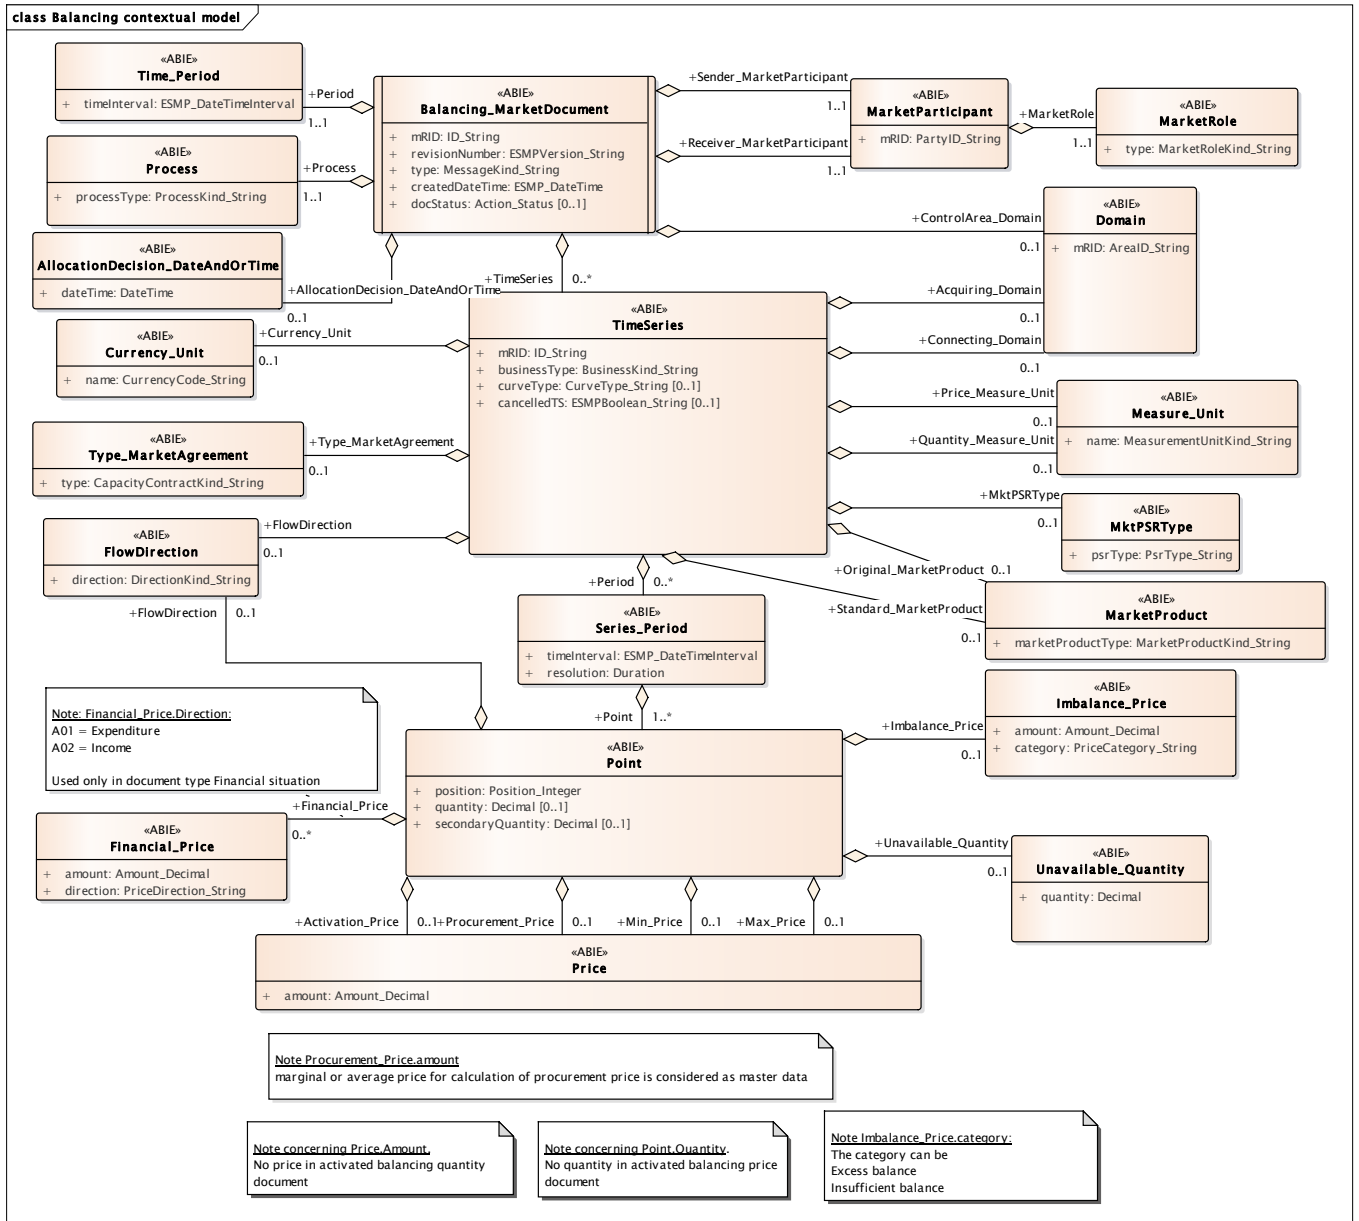 class Balancing contextual model
«ABIE»
Time_Period
+ timeInterval: ESMP_DateTimeInterval
+Period
1..1
«ABIE»
Process
+ processType: ProcessKind_String
+Process
1..1
«ABIE»
Balancing_MarketDocument
+ mRID: ID_String
+ revisionNumber: ESMPVersion_String
+ type: MessageKind_String
+ createdDateTime: ESMP_DateTime
+ docStatus: Action_Status [0..1]
+Sender_MarketParticipant
1..1
+Receiver_MarketParticipant
1..1
«ABIE»
MarketParticipant
+ mRID: PartyID_String
+MarketRole
1..1
«ABIE»
MarketRole
+ type: MarketRoleKind_String
«ABIE»
AllocationDecision_DateAndOrTime
+ dateTime: DateTime
+AllocationDecision_DateAndOrTime
0..1
+TimeSeries
0..*
+ControlArea_Domain
0..1
«ABIE»
Domain
+ mRID: AreaID_String
+Acquiring_Domain
0..1
+Connecting_Domain
0..1
«ABIE»
Currency_Unit
+ name: CurrencyCode_String
+Currency_Unit
0..1
«ABIE»
TimeSeries
+ mRID: ID_String
+ businessType: BusinessKind_String
+ curveType: CurveType_String [0..1]
+ cancelledTS: ESMPBoolean_String [0..1]
+Price_Measure_Unit
0..1
+Quantity_Measure_Unit
0..1
«ABIE»
Measure_Unit
+ name: MeasurementUnitKind_String
«ABIE»
Type_MarketAgreement
+ type: CapacityContractKind_String
+Type_MarketAgreement
0..1
+MktPSRType
0..1
«ABIE»
MktPSRType
+ psrType: PsrType_String
«ABIE»
FlowDirection
+ direction: DirectionKind_String
+FlowDirection
0..1
+FlowDirection
0..1
+Original_MarketProduct 0..1
+Standard_MarketProduct
0..1
«ABIE»
MarketProduct
+ marketProductType: MarketProductKind_String
+Period
0..*
«ABIE»
Series_Period
+ timeInterval: ESMP_DateTimeInterval
+ resolution: Duration
+Point
1..*
Note: Financial_Price.Direction:
A01 = Expenditure
A02 = Income
Used only in document type Financial situation
«ABIE»
Point
+ position: Position_Integer
+ quantity: Decimal [0..1]
+ secondaryQuantity: Decimal [0..1]
+Imbalance_Price
0..1
«ABIE»
Imbalance_Price
+ amount: Amount_Decimal
+ category: PriceCategory_String
+Financial_Price
0..*
«ABIE»
Financial_Price
+ amount: Amount_Decimal
+ direction: PriceDirection_String
+Unavailable_Quantity
0..1
«ABIE»
Unavailable_Quantity
+ quantity: Decimal
+Activation_Price
0..1
+Procurement_Price
0..1
+Min_Price
0..1
+Max_Price
0..1
«ABIE»
Price
+ amount: Amount_Decimal
Note Procurement_Price.amount
marginal or average price for calculation of procurement price is considered as master data
Note concerning Price.Amount.
No price in activated balancing quantity
document
Note concerning Point.Quantity.
No quantity in activated balancing price
document
Note Imbalance_Price.category:
The category can be
Excess balance
Insufficient balance